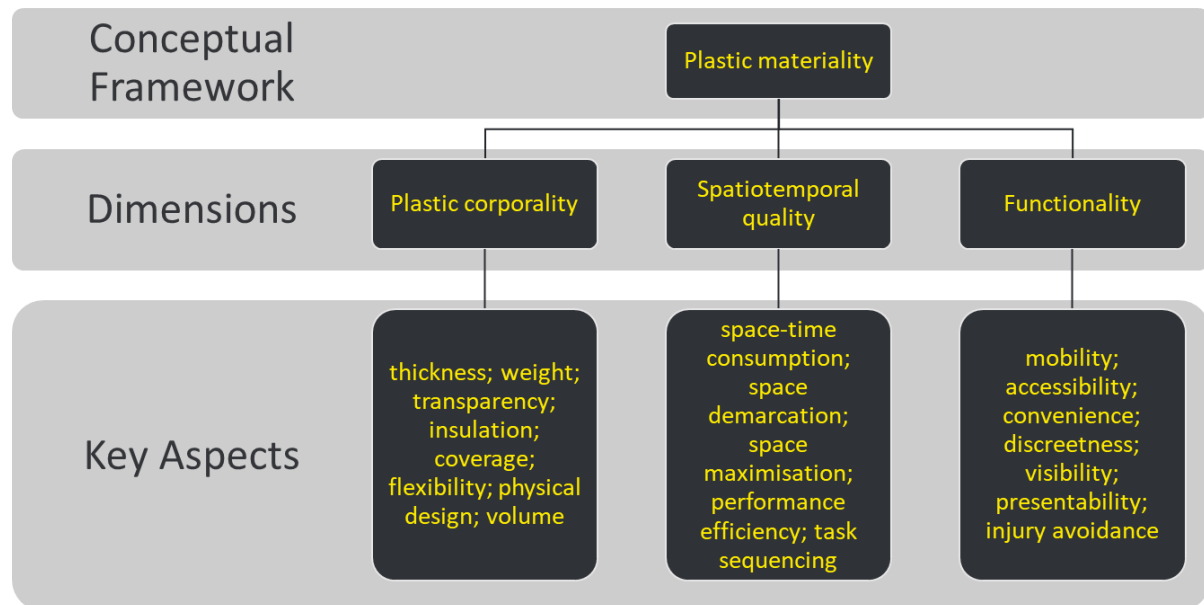 Conceptual
Framework
Plastic materiality
Dimensions
Plastic corporality
Spatiotemporal
quality
Functionality
Key Aspects
thickness; weight;
transparency;
insulation;
coverage;
flexibility; physical
design; volume
space-time
consumption;
space
demarcation;
space
maximisation;
performance
efficiency; task
sequencing
mobility;
accessibility;
convenience;
discreetness;
visibility;
presentability;
injury avoidance